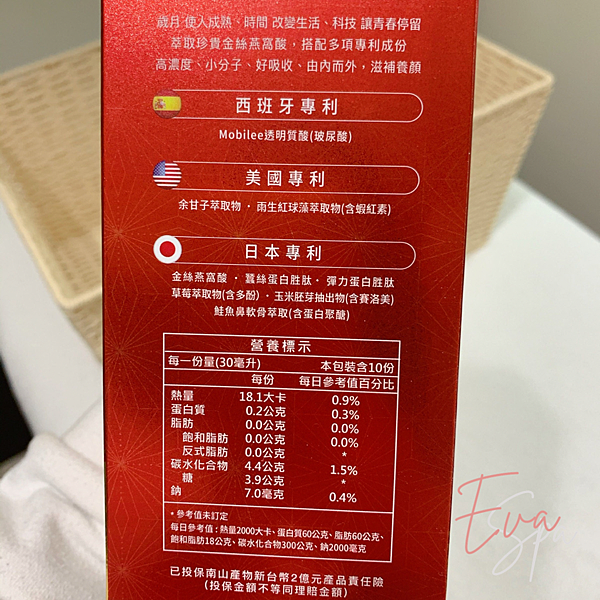 歲月 使人成熟、時間 改變生活、科技 讓青春停留
萃取珍貴金絲燕窩酸，搭配多項專利成份
高濃度、小分子、好吸收、由內而外，滋補養顏
西班牙專利
Mobilee透明質酸(玻尿酸)
美國專利
余甘子萃取物 · 雨生紅球藻萃取物(含蝦紅素)
日本專利
金絲燕窩酸 · 蠶絲蛋白胜肽 · 彈力蛋白胜肽
草莓萃取物(含多酚) · 玉米胚芽抽出物(含賽洛美)
鮭魚鼻軟骨萃取(含蛋白聚醣)
營養標示
每一份量(30毫升) 本包裝含10份
每份 每日參考值百分比
熱量 18.1大卡 0.9%
蛋白質 0.2公克 0.3%
脂肪 0.0公克 0.0%
飽和脂肪 0.0公克 0.0%
反式脂肪 0.0公克 *
碳水化合物 4.4公克 1.5%
糖 3.9公克 *
鈉 7.0毫克 0.4%
* 參考值未訂定
每日參考值：熱量2000大卡、蛋白質60公克、脂肪60公克、
飽和脂肪18公克、碳水化合物300公克、鈉2000毫克
已投保南山產物新台幣2億元產品責任險
(投保金額不等同理賠金額)
Eva